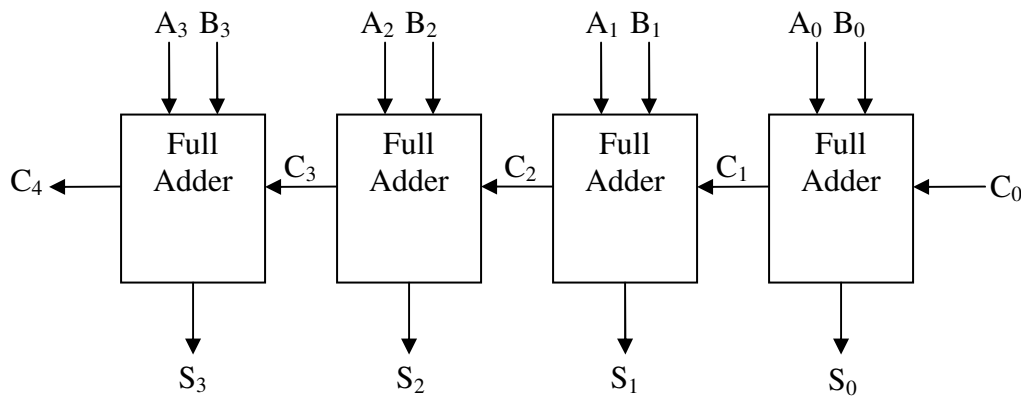 A₃ B₃ A₂ B₂ A₁ B₁ A₀ B₀
Full Full Full Full
Adder Adder Adder Adder
C₄ C₃ C₂ C₁ C₀
S₃ S₂ S₁ S₀